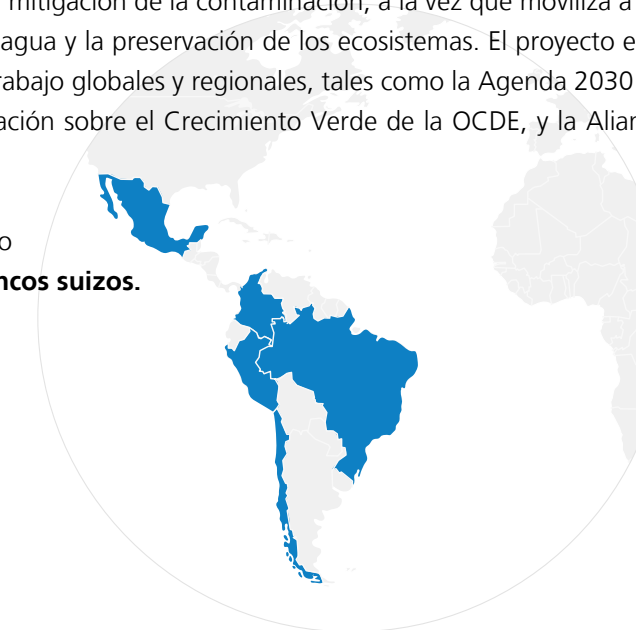 mitigación de la contaminación, a la vez que moviliza a
agua y la preservación de los ecosistemas. El proyecto e
rabajo globales y regionales, tales como la Agenda 2030
ación sobre el Crecimiento Verde de la OCDE, y la Alian
o
ncos suizos.